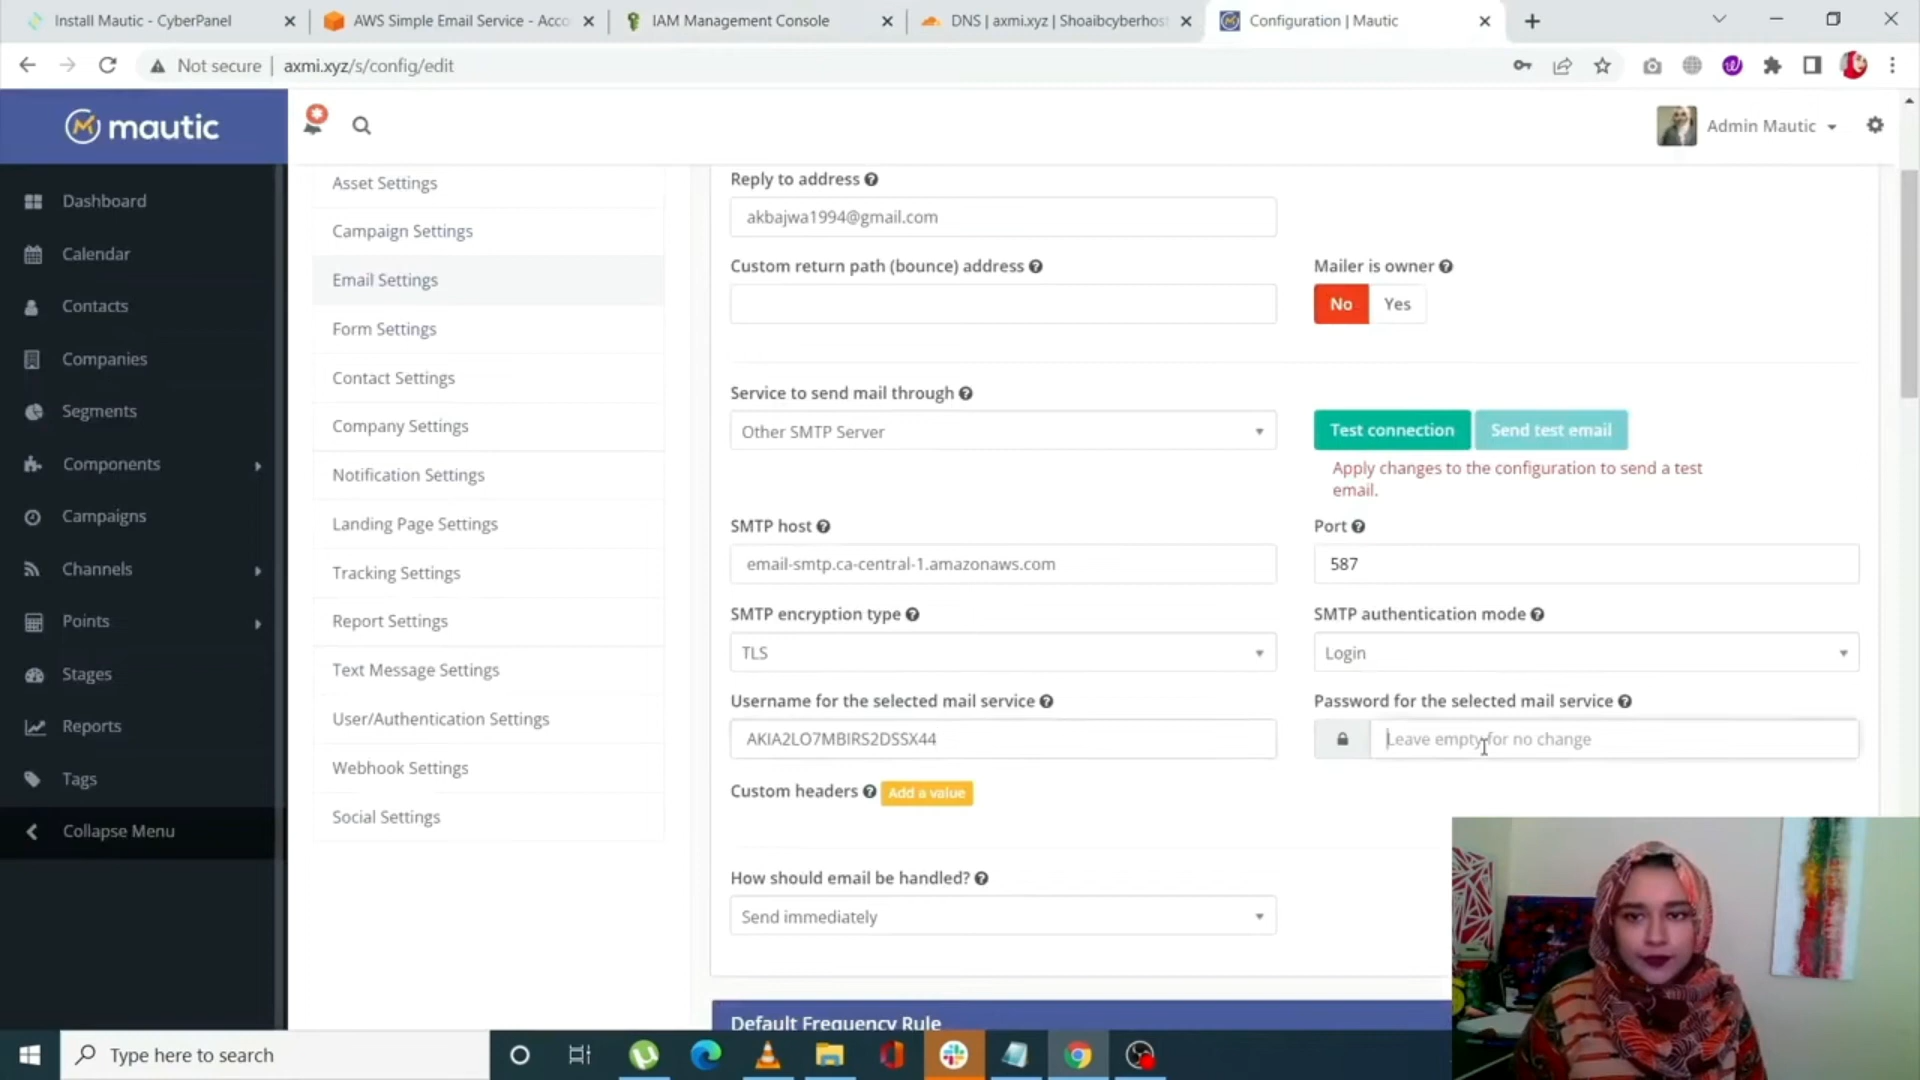 Install Mautic - CyberPanel
AWS Simple Email Service - Acco
IAM Management Console
DNS | axmi.xyz | Shoaibcyberhos
Configuration | Mautic
Not secure
axmi.xyz/s/config/edit
mautic
Admin Mautic
Dashboard
Calendar
Contacts
Companies
Segments
Components
Campaigns
Channels
Points
Stages
Reports
Tags
Collapse Menu
Asset Settings
Campaign Settings
Email Settings
Form Settings
Contact Settings
Company Settings
Notification Settings
Landing Page Settings
Tracking Settings
Report Settings
Text Message Settings
User/Authentication Settings
Webhook Settings
Social Settings
Reply to address
akbajwa1994@gmail.com
Custom return path (bounce) address
Mailer is owner
No Yes
Service to send mail through
Other SMTP Server
Test connection
Send test email
Apply changes to the configuration to send a test
email.
SMTP host
email-smtp.ca-central-1.amazonaws.com
Port
587
SMTP encryption type
TLS
SMTP authentication mode
Login
Username for the selected mail service
AKIA2LO7MBIRS2DSSX44
Password for the selected mail service
Leave empty for no change
Custom headers
Add a value
How should email be handled?
Send immediately
Default Frequency Rule
Type here to search